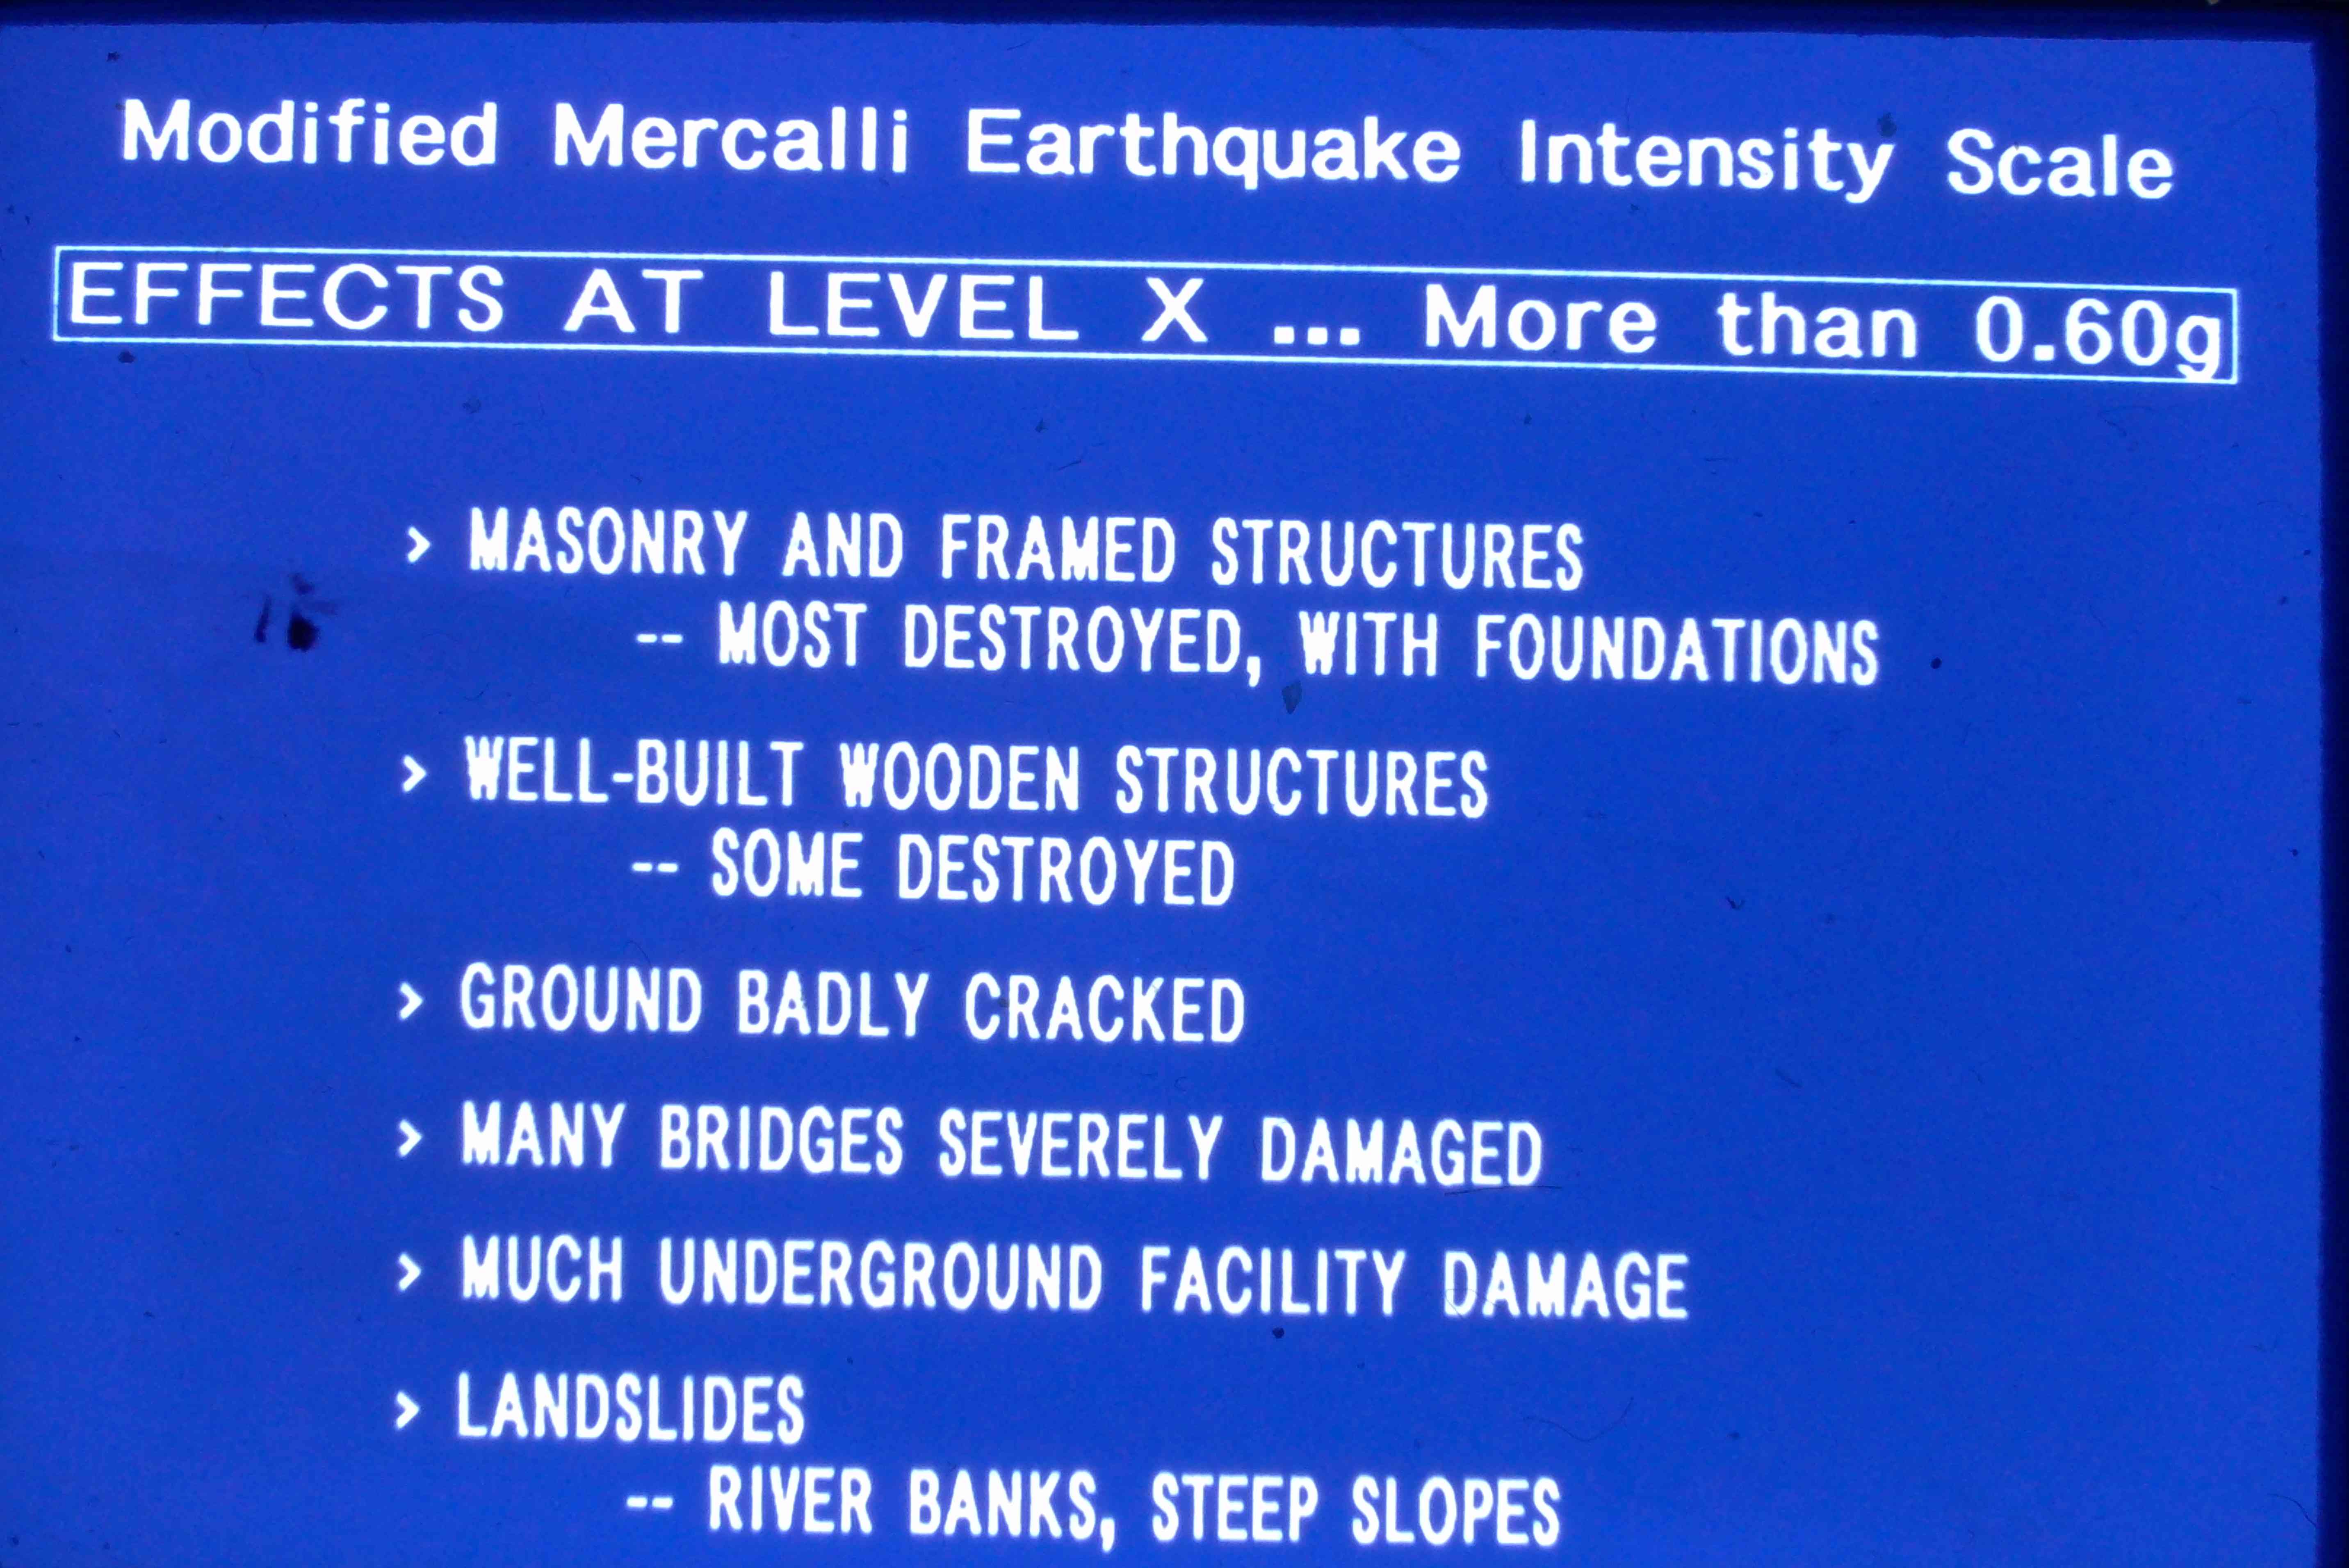 Modified Mercalli Earthquake Intensity Scale
EFFECTS AT LEVEL X ... More than 0.60g
> MASONRY AND FRAMED STRUCTURES
-- MOST DESTROYED, WITH FOUNDATIONS
> WELL-BUILT WOODEN STRUCTURES
-- SOME DESTROYED
> GROUND BADLY CRACKED
> MANY BRIDGES SEVERELY DAMAGED
> MUCH UNDERGROUND FACILITY DAMAGE
> LANDSLIDES
-- RIVER BANKS, STEEP SLOPES